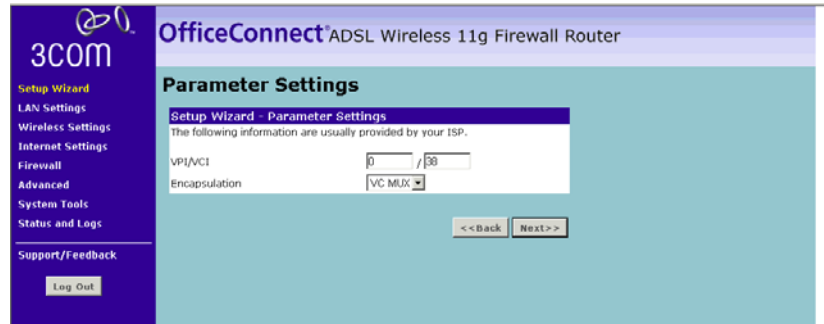 3COM
OfficeConnect® ADSL Wireless 11g Firewall Router
Setup Wizard
LAN Settings
Wireless Settings
Internet Settings
Firewall
Advanced
System Tools
Status and Logs
Support/Feedback
Log Out
Parameter Settings
Setup Wizard - Parameter Settings
The following information are usually provided by your ISP.
VPI/VCI 0 / 38
Encapsulation VC MUX
<<Back Next>>